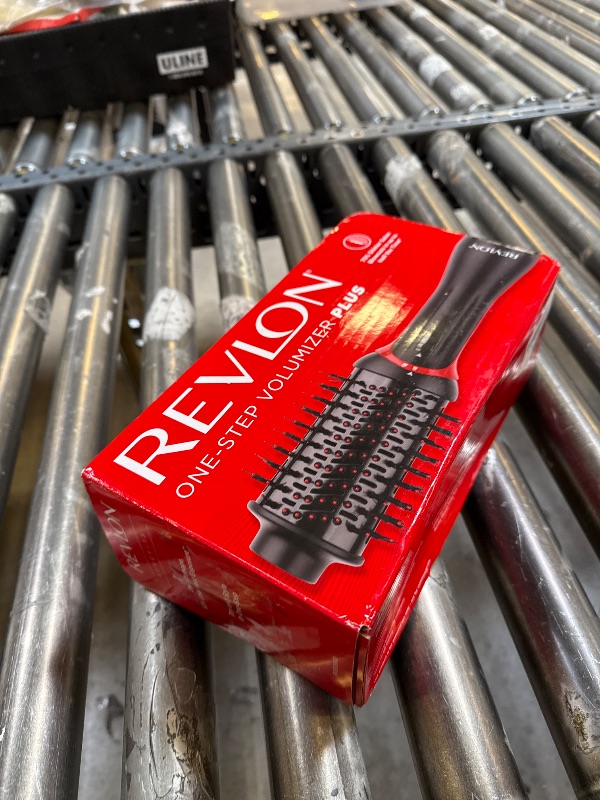 ULINE
REVLON
REVLON
ONE-STEP VOLUMIZER PLUS
REVLON